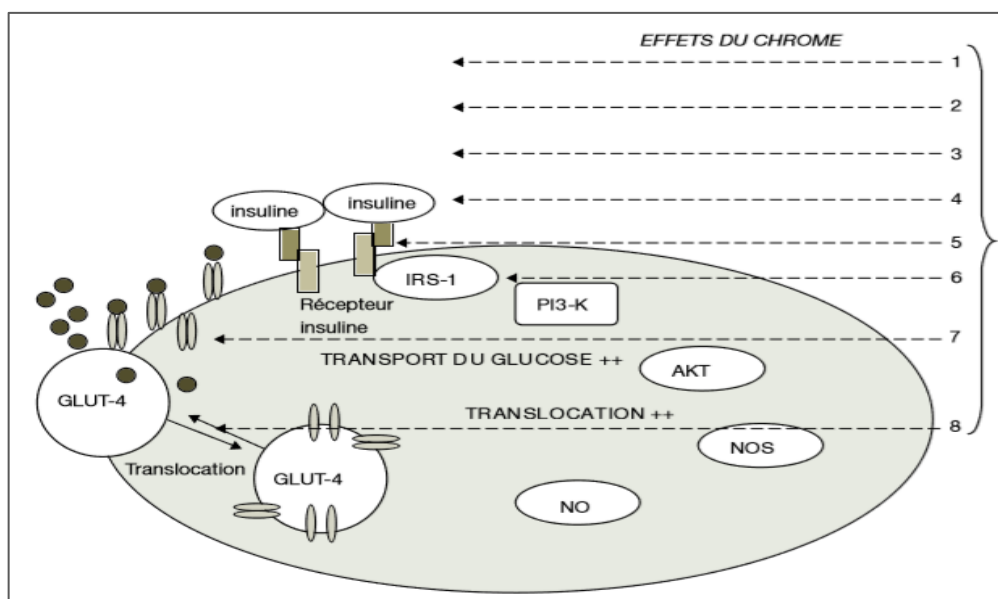 EFFETS DU CHROME
1
2
3
insuline
insuline
4
5
IRS-1
6
PI3-K
Récepteur
insuline
7
TRANSPORT DU GLUCOSE ++
AKT
GLUT-4
TRANSLOCATION ++
8
NOS
Translocation
GLUT-4
NO